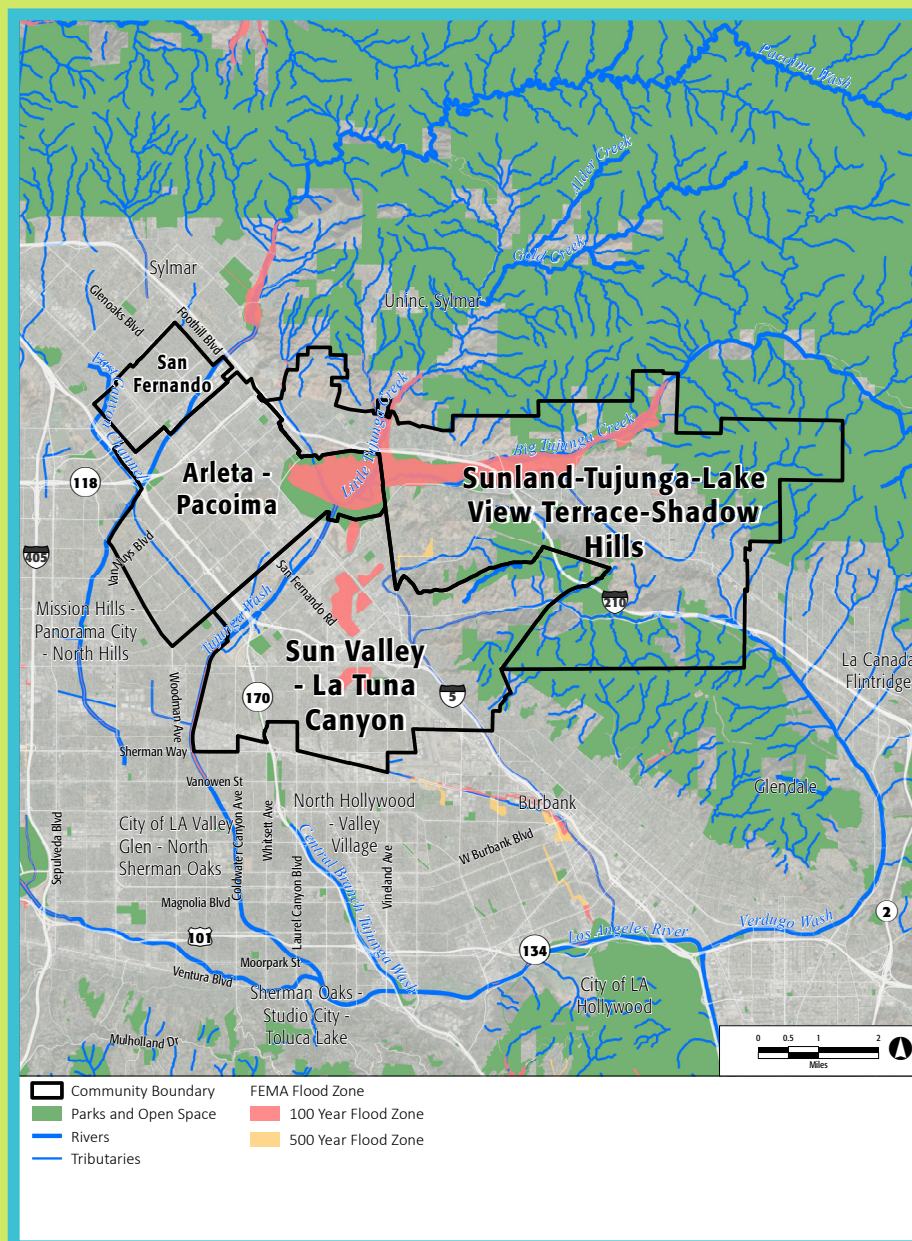 Pacoima Wash
Alder Creek
Gold Creek
Sylmar
Uninc. Sylmar
Glenoaks Blvd
Foothill Blvd
San
Fernando
East
Canyon
Channel
Little Tujunga Creek
Big Tujunga Creek
118
Arleta -
Pacoima
Sunland-Tujunga-Lake
View Terrace-Shadow
Hills
405
Van Nuys Blvd
San Fernando Rd
210
Mission Hills -
Panorama City
- North Hills
Tujunga Wash
Sun Valley
- La Tuna
Canyon
La Canada
Flintridge
Woodman Ave
170
5
Sherman Way
Vanowen St
Glendale
North Hollywood
- Valley
Village
Burbank
Sepulveda Blvd
City of LA Valley
Glen - North
Sherman Oaks
Coldwater Canyon Ave
Whitsett Ave
Laurel Canyon Blvd
Central Branch Tujunga Wash
Vineland Ave
W Burbank Blvd
Magnolia Blvd
2
101
134
Los Angeles River
Verdugo Wash
Moorpark St
Ventura Blvd
Sherman Oaks -
Studio City -
Toluca Lake
City of LA
Hollywood
Mulholland Dr
0 0.5 1 2
Miles
Community Boundary
Parks and Open Space
Rivers
Tributaries
FEMA Flood Zone
100 Year Flood Zone
500 Year Flood Zone